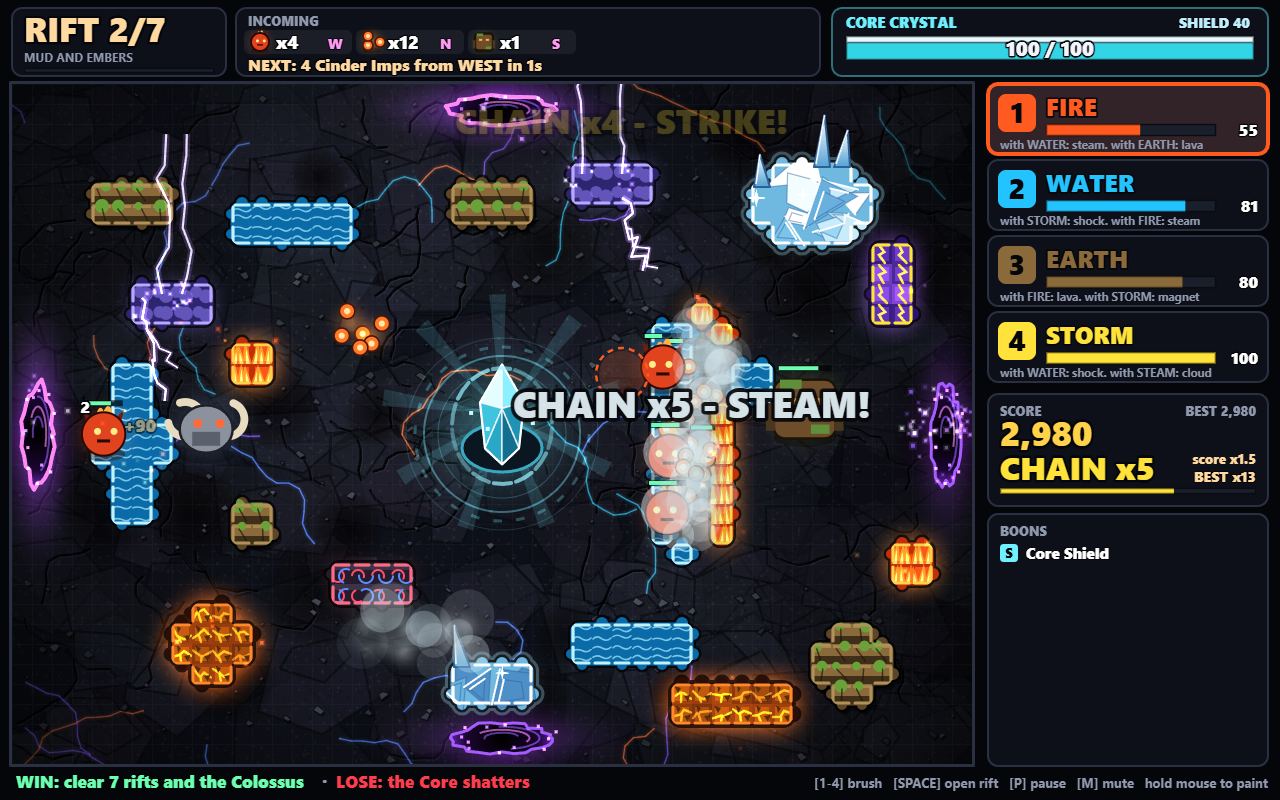 RIFT 2/7
MUD AND EMBERS
INCOMING
x4 W x12 N x1 S
NEXT: 4 Cinder Imps from WEST in 1s
CORE CRYSTAL SHIELD 40
100 / 100
CHAIN x4 - STRIKE!
CHAIN x5 - STEAM!
2
+90
1 FIRE
55
with WATER: steam. with EARTH: lava
2 WATER
81
with STORM: shock. with FIRE: steam
3 EARTH
80
with FIRE: lava. with STORM: magnet
4 STORM
100
with WATER: shock. with STEAM: cloud
SCORE BEST 2,980
2,980
CHAIN x5 score x1.5
BEST x13
BOONS
S Core Shield
WIN: clear 7 rifts and the Colossus · LOSE: the Core shatters
[1-4] brush [SPACE] open rift [P] pause [M] mute hold mouse to paint